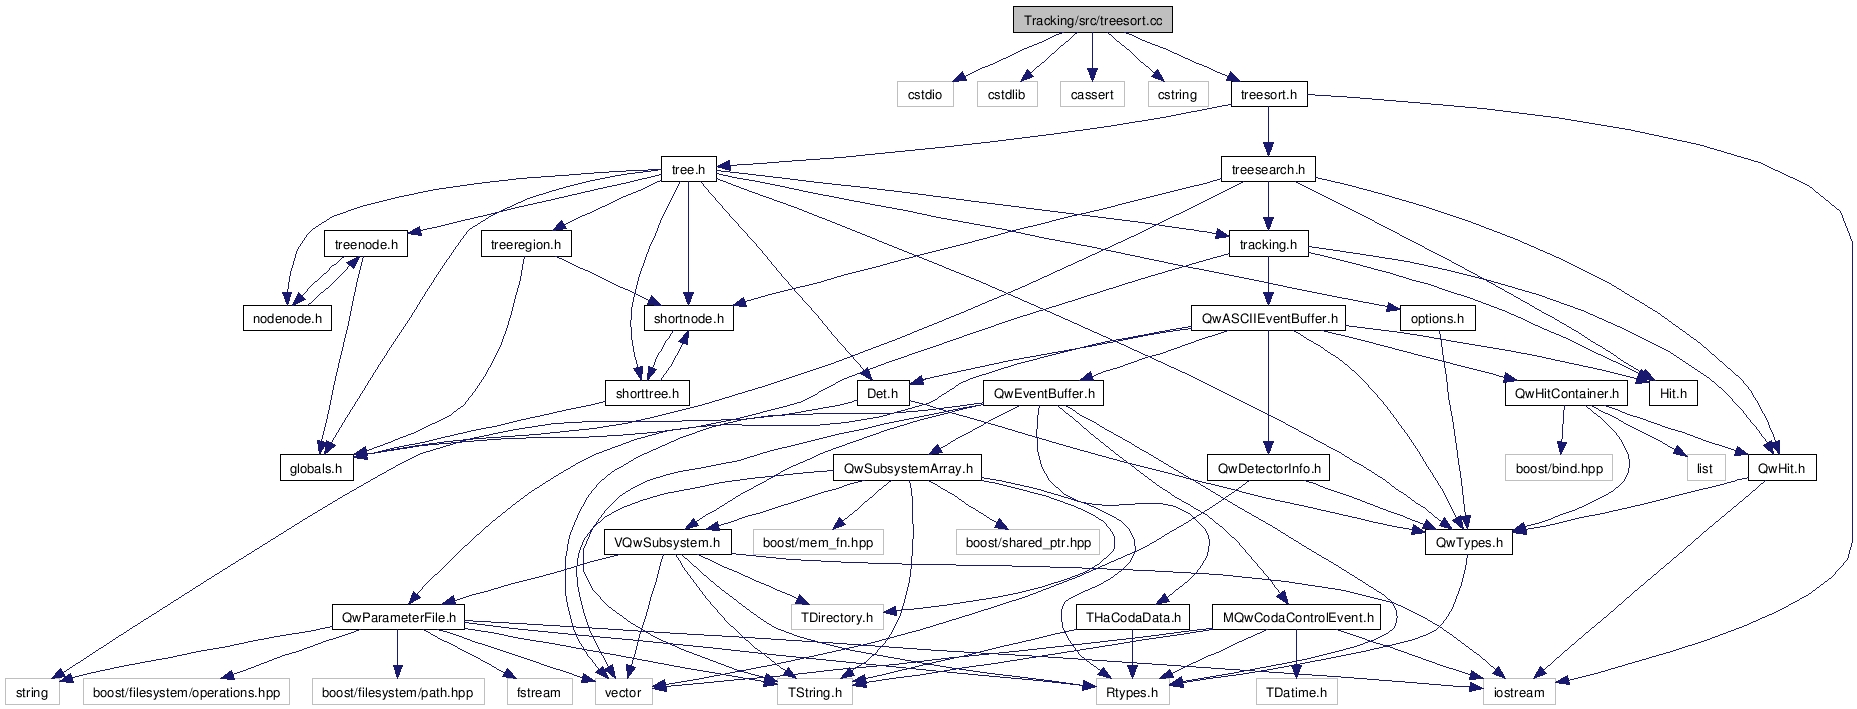 Tracking/src/treesort.cc
cstdio
cstdlib
cassert
cstring
treesort.h
tree.h
treesearch.h
treenode.h
treeregion.h
tracking.h
nodenode.h
shortnode.h
QwASCIIEventBuffer.h
options.h
shorttree.h
Det.h
QwEventBuffer.h
QwHitContainer.h
Hit.h
globals.h
QwSubsystemArray.h
QwDetectorInfo.h
boost/bind.hpp
list
QwHit.h
VQwSubsystem.h
boost/mem_fn.hpp
boost/shared_ptr.hpp
QwTypes.h
QwParameterFile.h
TDirectory.h
THaCodaData.h
MQwCodaControlEvent.h
string
boost/filesystem/operations.hpp
boost/filesystem/path.hpp
fstream
vector
TString.h
Rtypes.h
TDatime.h
iostream